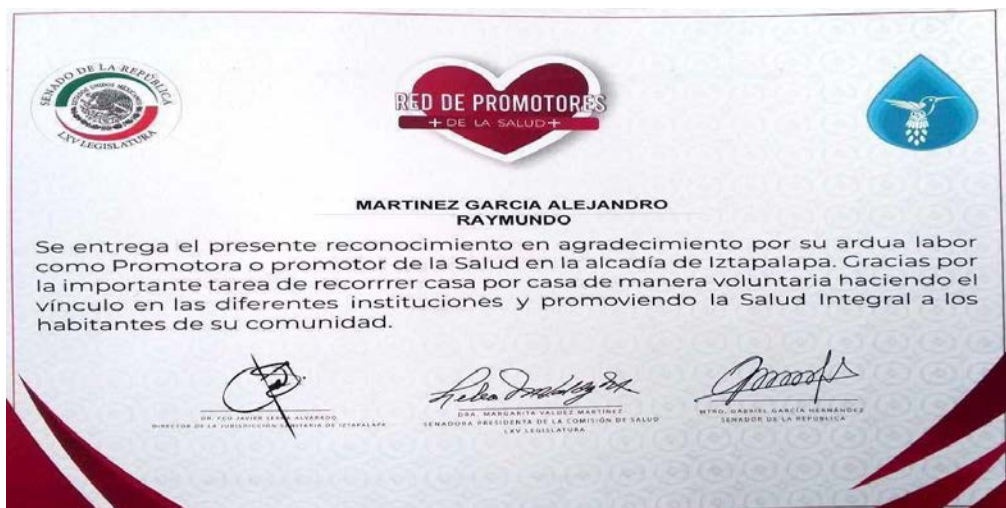 SENADO DE LA REPÚBLICA
ESTADOS UNIDOS MEXICANOS
LXV LEGISLATURA
RED DE PROMOTORES
+ DE LA SALUD +
MARTINEZ GARCIA ALEJANDRO
RAYMUNDO
Se entrega el presente reconocimiento en agradecimiento por su ardua labor
como Promotora o promotor de la Salud en la alcadía de Iztapalapa. Gracias por
la importante tarea de recorrrer casa por casa de manera voluntaria haciendo el
vínculo en las diferentes instituciones y promoviendo la Salud Integral a los
habitantes de su comunidad.
DR. FCO JAVIER SERNA ALVARADO
DIRECTOR DE LA JURISDICCIÓN SANITARIA DE IZTAPALAPA
DRA. MARGARITA VALDEZ MARTÍNEZ
SENADORA PRESIDENTA DE LA COMISIÓN DE SALUD
LXV LEGISLATURA
MTRO. GABRIEL GARCÍA HERNÁNDEZ
SENADOR DE LA REPÚBLICA